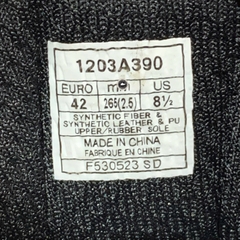 1203A390
EURO mm US
42 265(2.5) 8½
SYNTHETIC FIBER &
SYNTHETIC LEATHER & PU
UPPER/RUBBER SOLE
MADE IN CHINA
FABRIQUE EN CHINE
F530523 SD